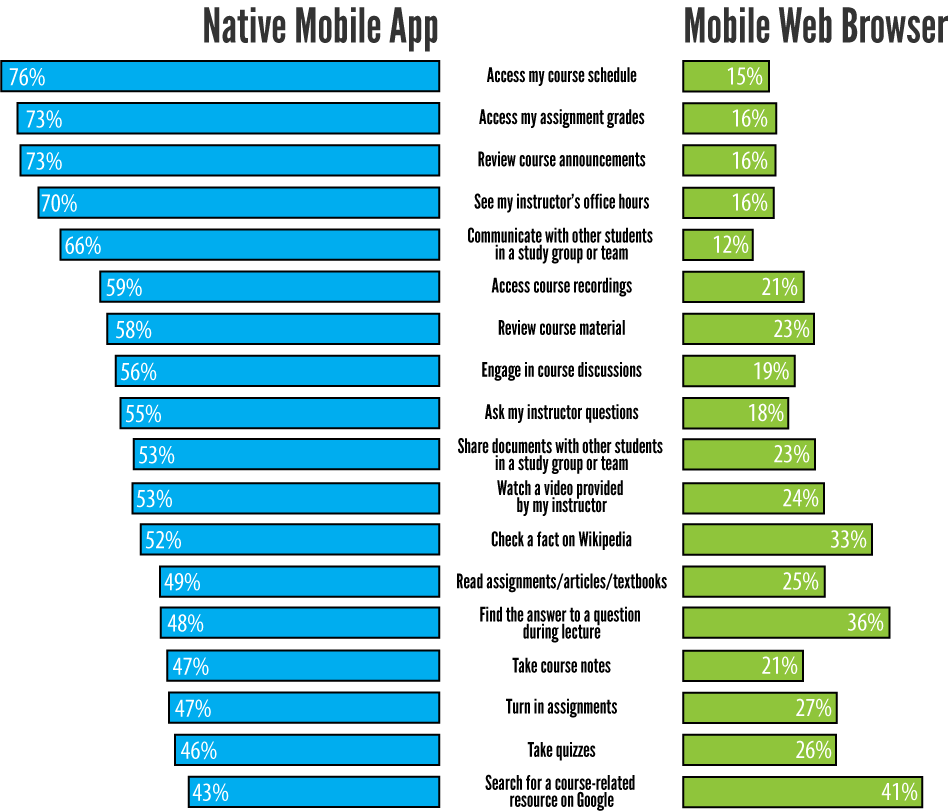 Native Mobile App Mobile Web Browser
76% Access my course schedule 15%
73% Access my assignment grades 16%
73% Review course announcements 16%
70% See my instructor's office hours 16%
66% Communicate with other students
in a study group or team 12%
59% Access course recordings 21%
58% Review course material 23%
56% Engage in course discussions 19%
55% Ask my instructor questions 18%
53% Share documents with other students
in a study group or team 23%
53% Watch a video provided
by my instructor 24%
52% Check a fact on Wikipedia 33%
49% Read assignments/articles/textbooks 25%
48% Find the answer to a question
during lecture 36%
47% Take course notes 21%
47% Turn in assignments 27%
46% Take quizzes 26%
43% Search for a course-related
resource on Google 41%